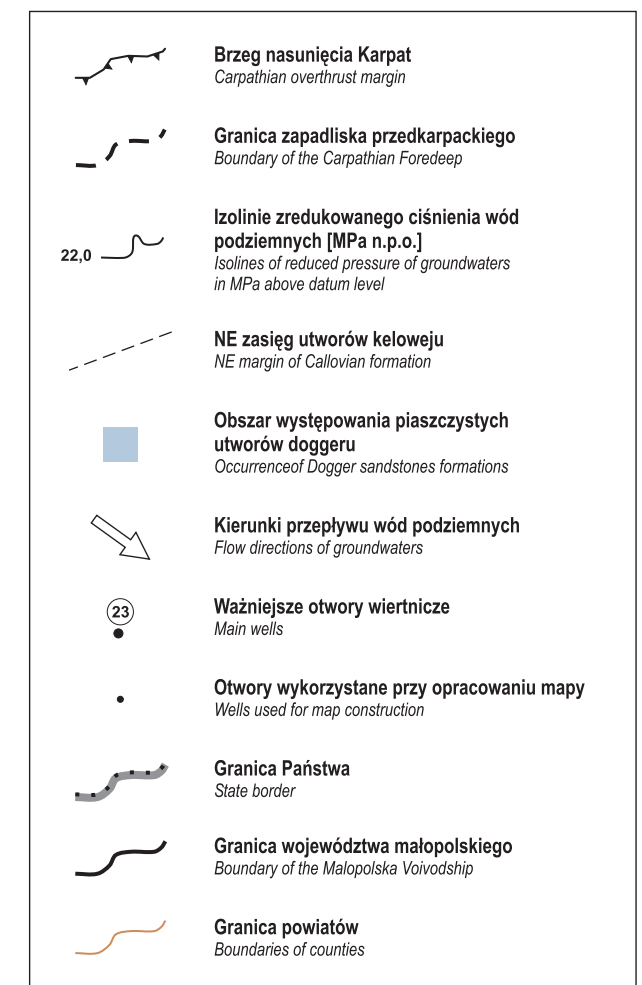 Brzeg nasunięcia Karpat
Carpathian overthrust margin
Granica zapadliska przedkarpackiego
Boundary of the Carpathian Foredeep
Izolinie zredukowanego ciśnienia wód
podziemnych [MPa n.p.o.]
22,0
Isolines of reduced pressure of groundwaters
in MPa above datum level
NE zasięg utworów keloweju
NE margin of Callovian formation
Obszar występowania piaszczystych
utworów doggeru
Occurrenceof Dogger sandstones formations
Kierunki przepływu wód podziemnych
Flow directions of groundwaters
23
Ważniejsze otwory wiertnicze
Main wells
Otwory wykorzystane przy opracowaniu mapy
Wells used for map construction
Granica Państwa
State border
Granica województwa małopolskiego
Boundary of the Malopolska Voivodship
Granica powiatów
Boundaries of counties